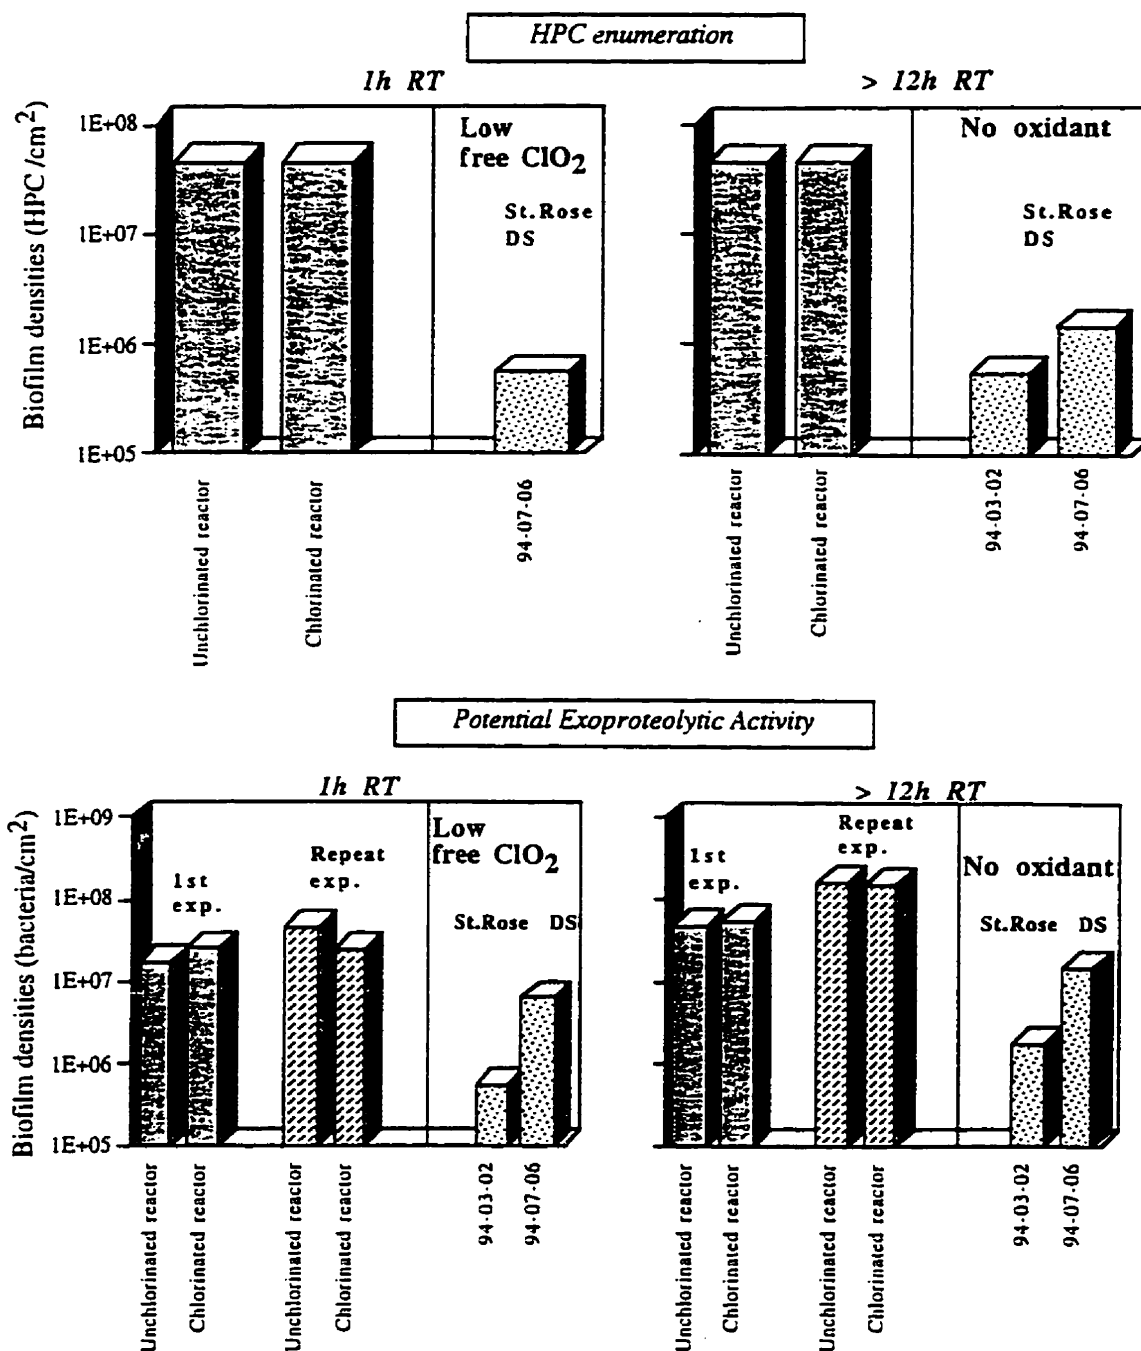 HPC enumeration
1h RT
> 12h RT
Biofilm densities (HPC /cm²)
1E+08
1E+07
1E+06
1E+05
Low
free ClO₂
St.Rose
DS
No oxidant
St.Rose
DS
Unchlorinated reactor
Chlorinated reactor
94-07-06
Unchlorinated reactor
Chlorinated reactor
94-03-02
94-07-06
Potential Exoproteolytic Activity
1h RT
> 12h RT
Biofilm densities (bacteria/cm²)
1E+09
1E+08
1E+07
1E+06
1E+05
1st
exp.
Repeat
exp.
Low
free ClO₂
St.Rose DS
1st
exp.
Repeat
exp.
No oxidant
St.Rose DS
Unchlorinated reactor
Chlorinated reactor
Unchlorinated reactor
Chlorinated reactor
94-03-02
94-07-06
Unchlorinated reactor
Chlorinated reactor
Unchlorinated reactor
Chlorinated reactor
94-03-02
94-07-06